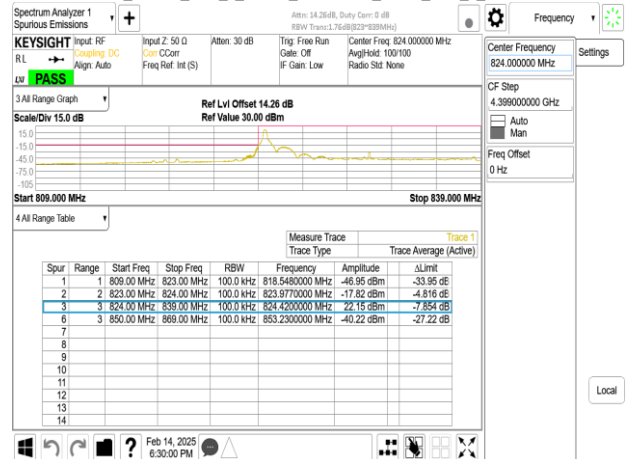 Spectrum Analyzer 1
Spurious Emissions
+
Attn: 14.26dB, Duty Corr: 0 dB
RBW Trans:1.76dB(823~839MHz)
Frequency
KEYSIGHT
RL
LXI
PASS
Input: RF
Coupling: DC
Align: Auto
Input Z: 50 Ω
Corr CCorr
Freq Ref: Int (S)
Atten: 30 dB
Trig: Free Run
Gate: Off
IF Gain: Low
Center Freq: 824.000000 MHz
Avg|Hold: 100/100
Radio Std: None
Center Frequency
824.000000 MHz
Settings
CF Step
4.399000000 GHz
Auto
Man
Freq Offset
0 Hz
3 All Range Graph
Scale/Div 15.0 dB
Ref Lvl Offset 14.26 dB
Ref Value 30.00 dBm
15.0
-15.0
-45.0
-75.0
-105
Start 809.000 MHz
Stop 839.000 MHz
4 All Range Table
Measure Trace Trace 1
Trace Type Trace Average (Active)
Spur Range Start Freq Stop Freq RBW Frequency Amplitude ΔLimit
1 1 809.00 MHz 823.00 MHz 100.0 kHz 818.5480000 MHz -46.95 dBm -33.95 dB
2 2 823.00 MHz 824.00 MHz 100.0 kHz 823.9770000 MHz -17.82 dBm -4.816 dB
3 3 824.00 MHz 839.00 MHz 100.0 kHz 824.4200000 MHz 22.15 dBm -7.854 dB
6 3 850.00 MHz 869.00 MHz 100.0 kHz 853.2300000 MHz -40.22 dBm -27.22 dB
7
8
9
10
11
12
13
14
Local
?
Feb 14, 2025
6:30:00 PM